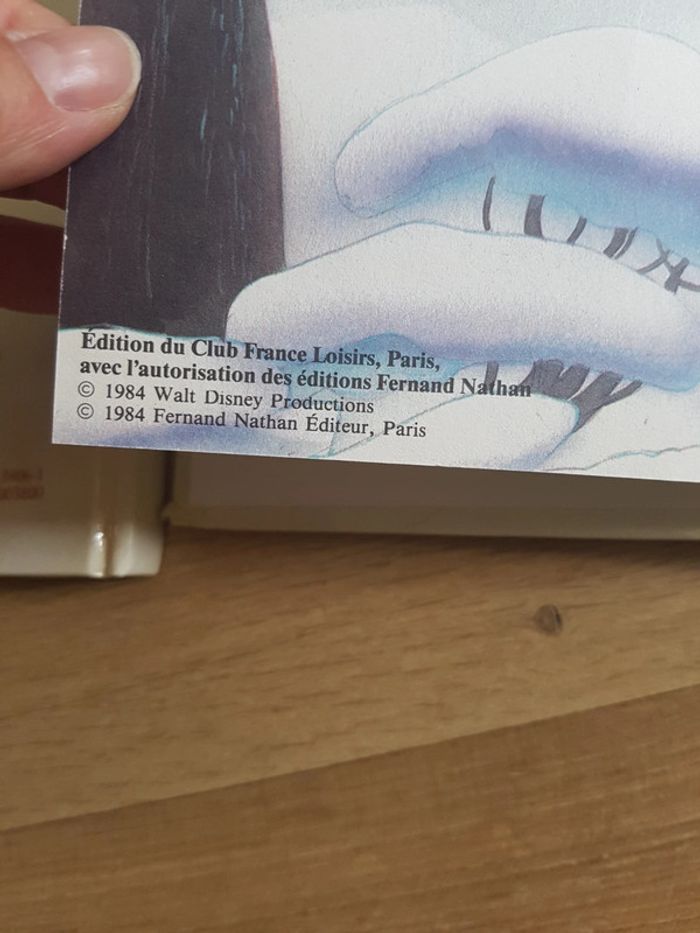 Édition du Club France Loisirs, Paris,
avec l'autorisation des éditions Fernand Nathan
© 1984 Walt Disney Productions
© 1984 Fernand Nathan Éditeur, Paris